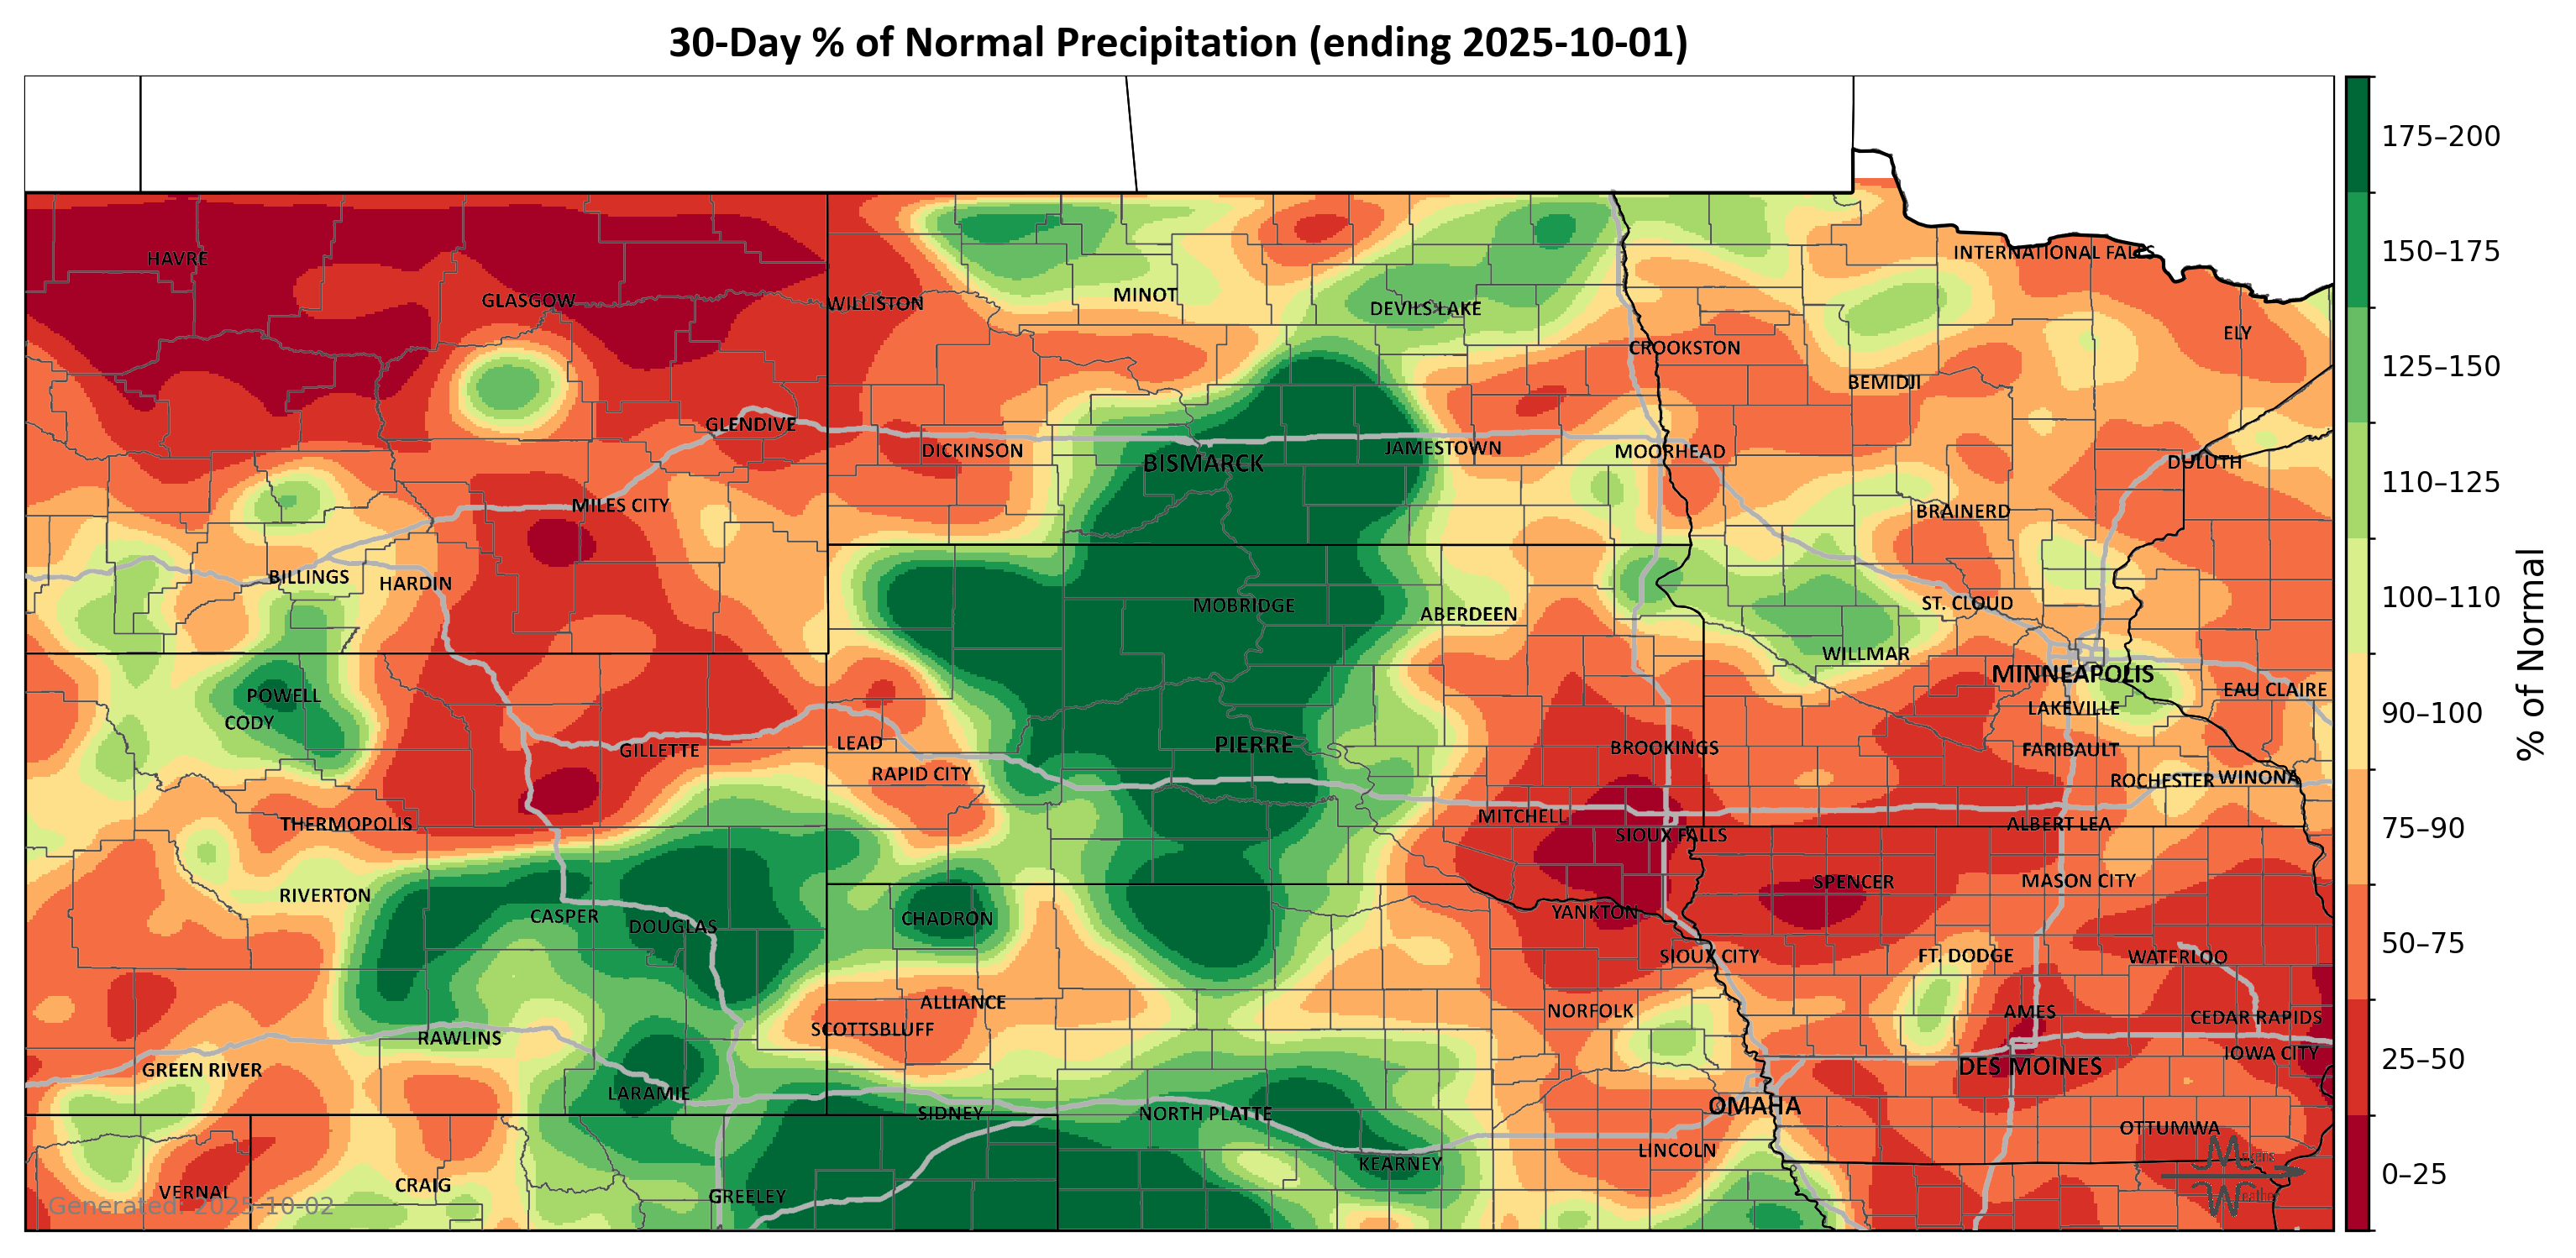 30-Day % of Normal Precipitation (ending 2025-10-01)
175–200
150–175
125–150
110–125
100–110
90–100
75–90
50–75
25–50
0–25
% of Normal
HAVRE
GLASGOW
WILLISTON
MINOT
DEVILS LAKE
INTERNATIONAL FALLS
ELY
CROOKSTON
BEMIDJI
GLENDIVE
DICKINSON
BISMARCK
JAMESTOWN
MOORHEAD
DULUTH
MILES CITY
BRAINERD
BILLINGS
HARDIN
MOBRIDGE
ABERDEEN
ST. CLOUD
WILLMAR
MINNEAPOLIS
EAU CLAIRE
POWELL
CODY
LAKEVILLE
GILLETTE
LEAD
PIERRE
BROOKINGS
FARIBAULT
RAPID CITY
ROCHESTER
WINONA
THERMOPOLIS
MITCHELL
SIOUX FALLS
ALBERT LEA
RIVERTON
SPENCER
MASON CITY
CASPER
DOUGLAS
CHADRON
YANKTON
SIOUX CITY
FT. DODGE
WATERLOO
ALLIANCE
NORFOLK
AMES
CEDAR RAPIDS
SCOTTSBLUFF
RAWLINS
IOWA CITY
GREEN RIVER
DES MOINES
LARAMIE
OMAHA
SIDNEY
NORTH PLATTE
OTTUMWA
LINCOLN
KEARNEY
VERNAL
CRAIG
GREELEY
Generated: 2025-10-02